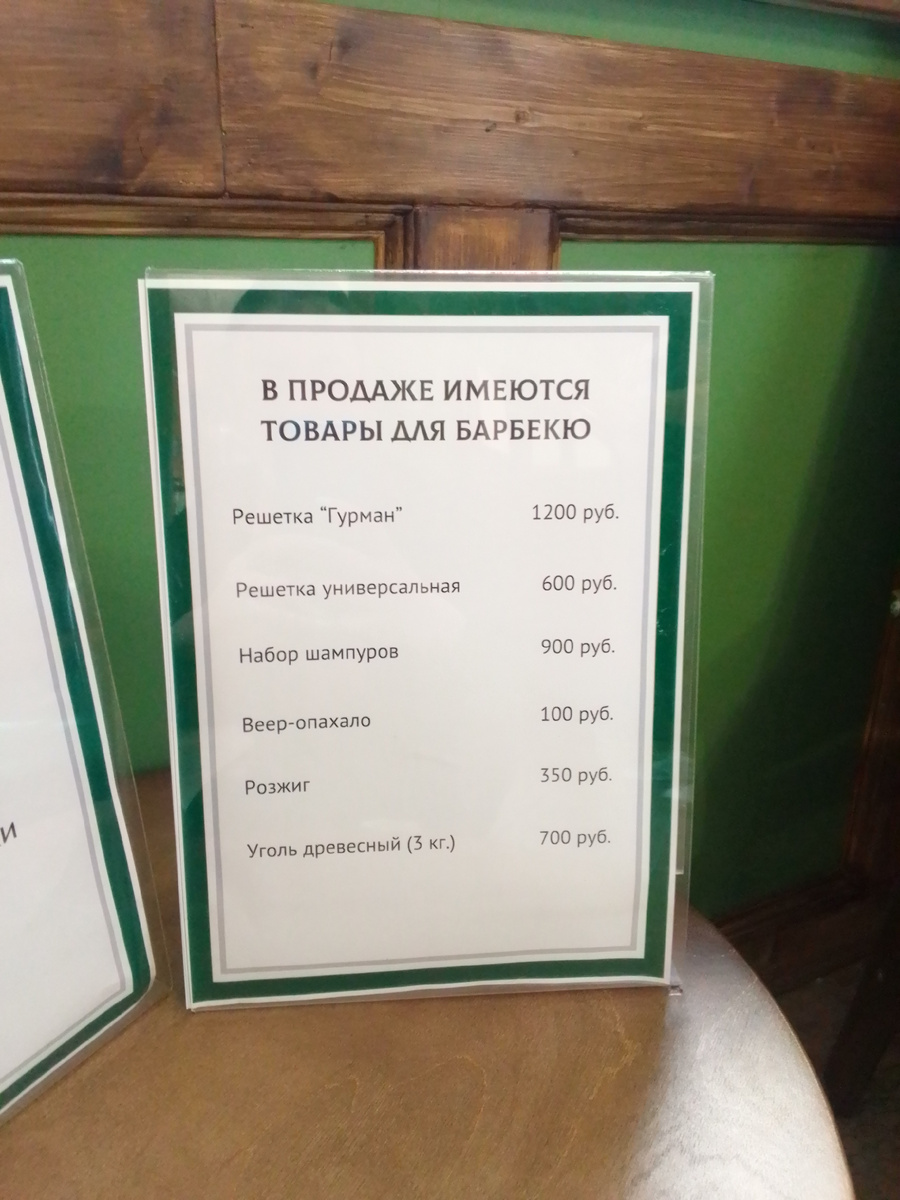 В ПРОДАЖЕ ИМЕЮТСЯ
ТОВАРЫ ДЛЯ БАРБЕКЮ
Решетка “Гурман” 1200 руб.
Решетка универсальная 600 руб.
Набор шампуров 900 руб.
Веер-опахало 100 руб.
Розжиг 350 руб.
Уголь древесный (3 кг.) 700 руб.